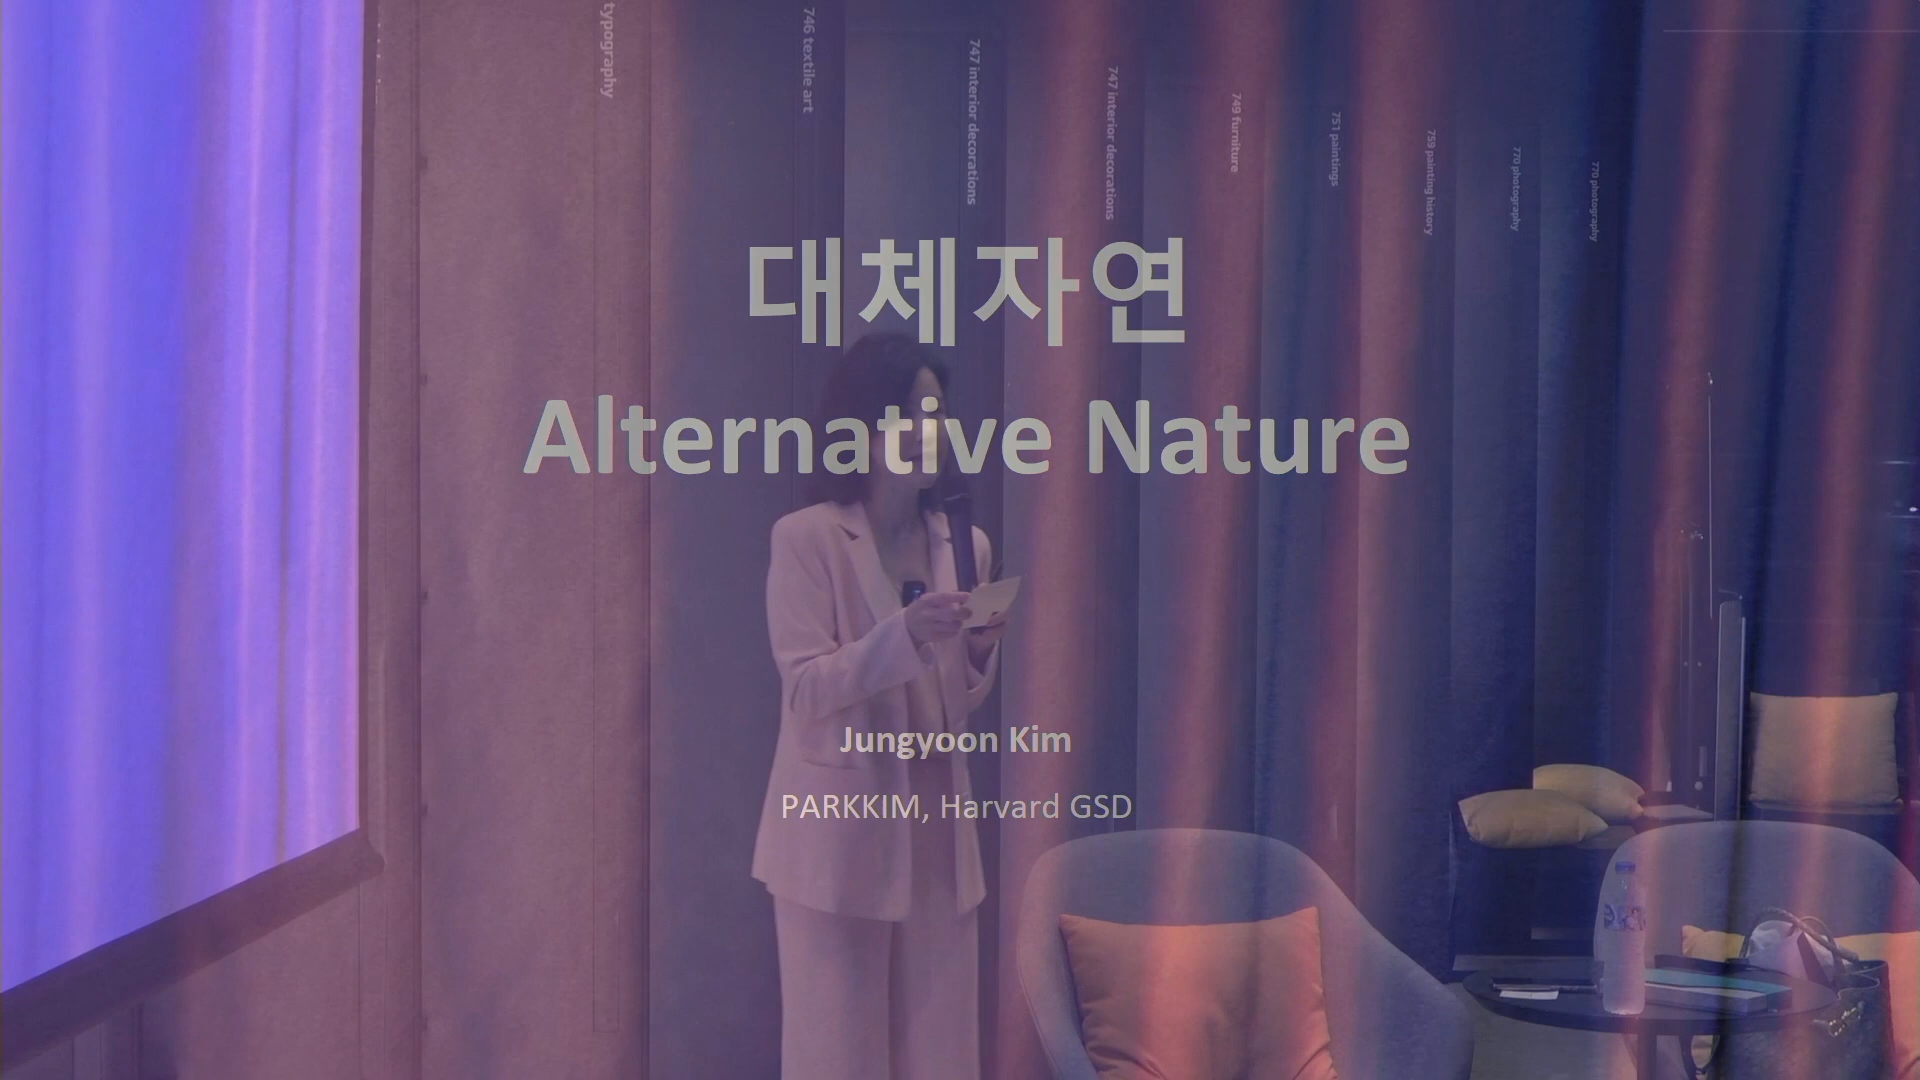 typography
746 textile art
747 interior decorations
747 interior decorations
749 furniture
751 paintings
759 painting history
770 photography
770 photography
대체자연
Alternative Nature
Jungyoon Kim
PARKKIM, Harvard GSD